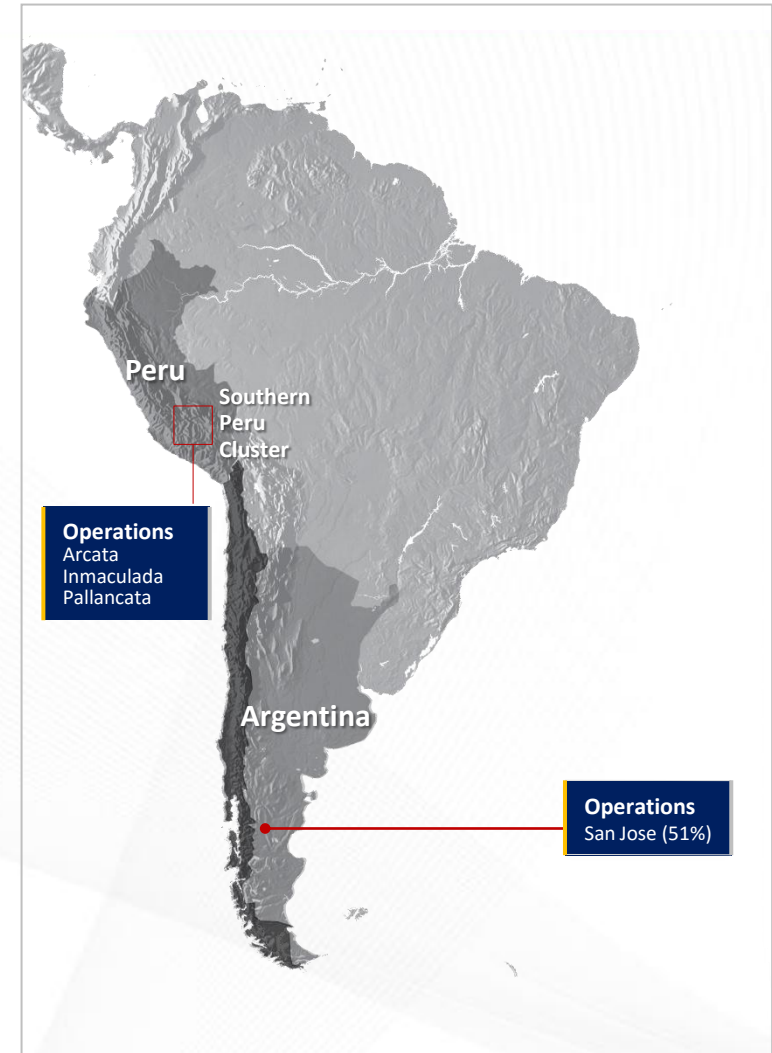 Peru
Southern
Peru
Cluster
Operations
Arcata
Inmaculada
Pallancata
Argentina
Operations
San Jose (51%)